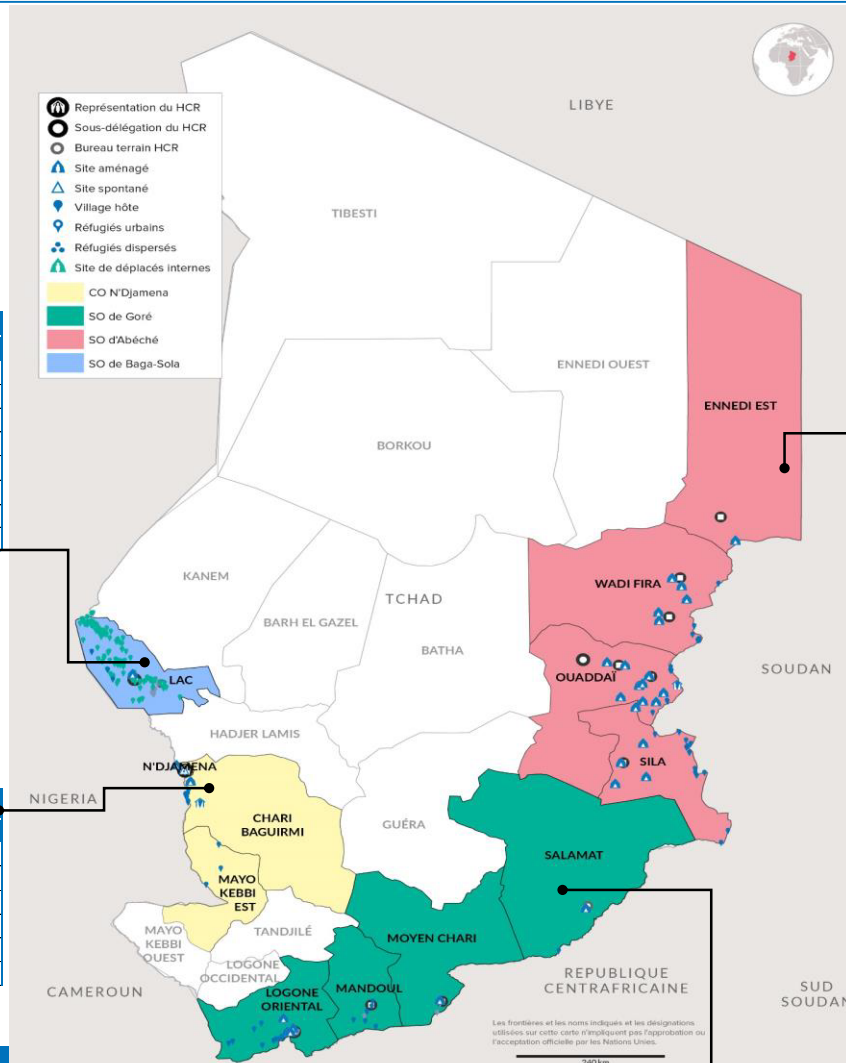 LIBYE
Représentation du HCR
Sous-délégation du HCR
Bureau terrain HCR
Site aménagé
Site spontané
Village hôte
Réfugiés urbains
Réfugiés dispersés
Site de déplacés internes
CO N'Djamena
SO de Goré
SO d'Abéché
SO de Baga-Sola
TIBESTI
ENNEDI OUEST
ENNEDI EST
BORKOU
KANEM
WADI FIRA
TCHAD
BARH EL GAZEL
BATHA
SOUDAN
LAC
OUADDAÏ
HADJER LAMIS
SILA
N'DJAMENA
NIGERIA
CHARI
BAGUIRMI
GUÉRA
SALAMAT
MAYO
KEBBI
EST
MAYO
KEBBI
OUEST
TANDJILÉ
MOYEN CHARI
LOGONE
OCCIDENTAL
MANDOUL
LOGONE
ORIENTAL
CAMEROUN
REPUBLIQUE
CENTRAFRICAINE
SUD
SOUDAN
Les frontières et les noms indiqués et les désignations
utilisées sur cette carte n'impliquent pas l'approbation ou
l'acceptation officielle par les Nations Unies.
240 km